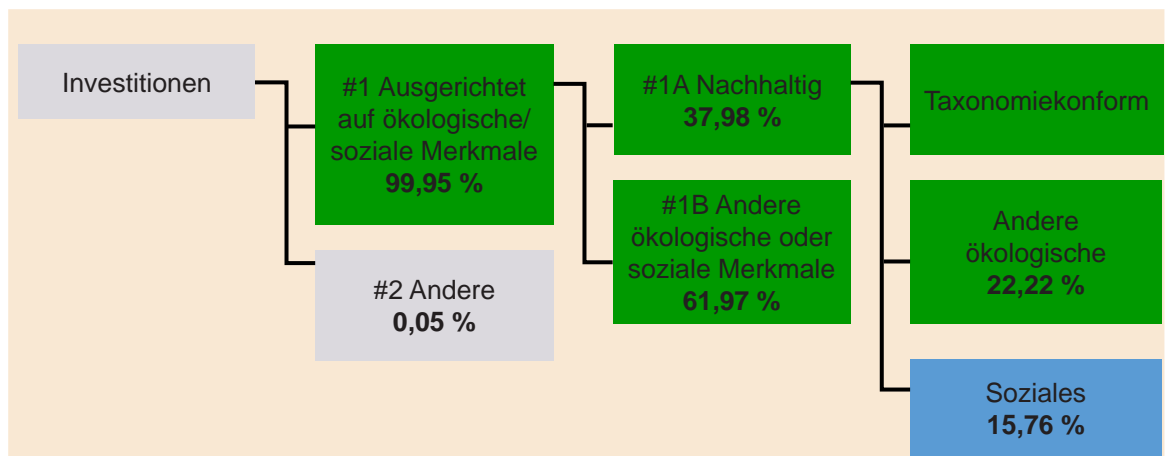 Investitionen
#1 Ausgerichtet
auf ökologische/
soziale Merkmale
99,95 %
#2 Andere
0,05 %
#1A Nachhaltig
37,98 %
#1B Andere
ökologische oder
soziale Merkmale
61,97 %
Taxonomiekonform
Andere
ökologische
22,22 %
Soziales
15,76 %